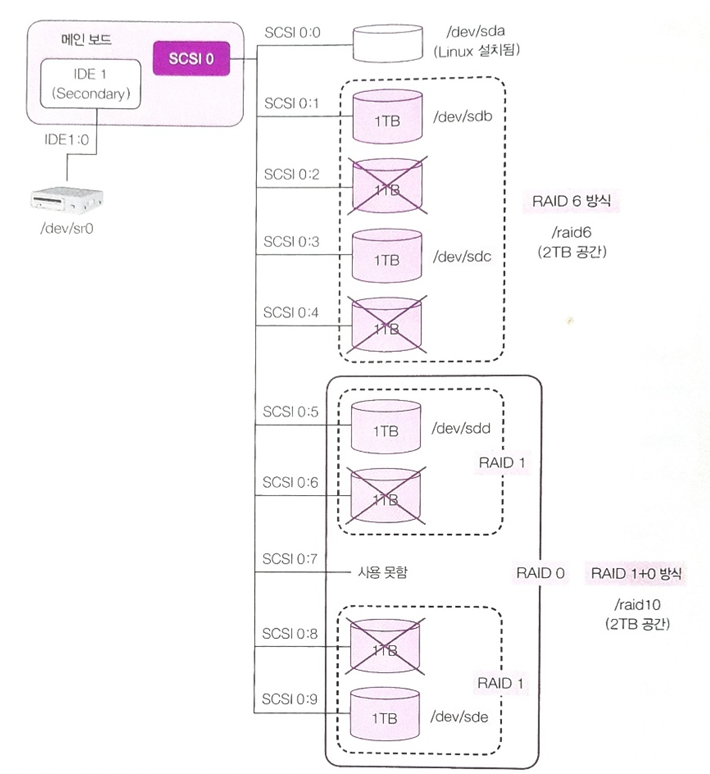 메인 보드
SCSI 0
IDE 1
(Secondary)
IDE1:0
/dev/sr0
SCSI 0:0
/dev/sda
(Linux 설치됨)
SCSI 0:1
1TB
/dev/sdb
SCSI 0:2
1TB
SCSI 0:3
1TB
/dev/sdc
SCSI 0:4
1TB
RAID 6 방식
/raid6
(2TB 공간)
SCSI 0:5
1TB
/dev/sdd
RAID 1
SCSI 0:6
1TB
SCSI 0:7
사용 못함
RAID 0
RAID 1+0 방식
/raid10
(2TB 공간)
SCSI 0:8
1TB
RAID 1
SCSI 0:9
1TB
/dev/sde